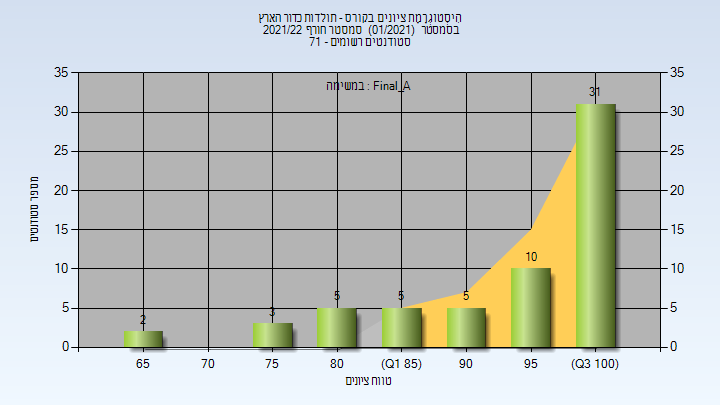 היסטוגרמת ציונים בקורס - תולדות כדור הארץ
בסמסטר (01/2021) סמסטר חורף 2021/22
סטודנטים רשומים - 71
במשימה : Final_A
35 35
30 30
25 25
20 20
15 15
10 10
5 5
0 0
מספר סטודנטים
2 3 5 5 5 10 31
65 70 75 80 (Q1 85) 90 95 (Q3 100)
טווח ציונים